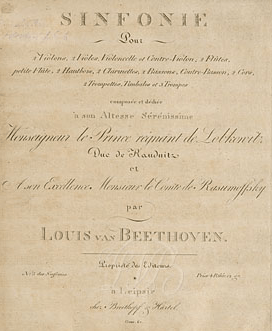 SINFONIE
Pour
2 Violons, 2 Violes, Violoncelle et Contre-Violon, 2 Flûtes,
petite Flûte, 2 Hautbois, 2 Clarinettes, 2 Bassons, Contre-Basson, 2 Cors,
2 Trompettes, Timbales et 3 Trompes
composée et dediée
à son Altesse Sérénissime
Monseigneur le Prince régnant de Lobkowitz
Duc de Raudnitz
et
A son Excellence Monsieur le Comte de Rasumoffsky
par
LOUIS VAN BEETHOVEN.
Propriété des Editeurs.
à Leipsic
chez Breitkopf & Härtel